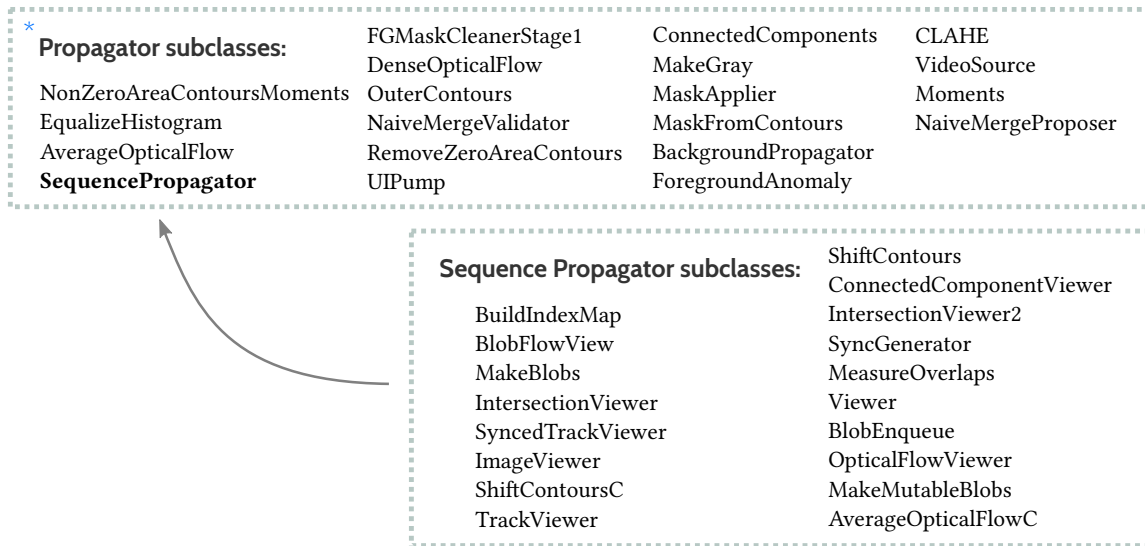 *
Propagator subclasses:
NonZeroAreaContoursMoments
EqualizeHistogram
AverageOpticalFlow
SequencePropagator
FGMaskCleanerStage1
DenseOpticalFlow
OuterContours
NaiveMergeValidator
RemoveZeroAreaContours
UIPump
ConnectedComponents
MakeGray
MaskApplier
MaskFromContours
BackgroundPropagator
ForegroundAnomaly
CLAHE
VideoSource
Moments
NaiveMergeProposer
Sequence Propagator subclasses:
BuildIndexMap
BlobFlowView
MakeBlobs
IntersectionViewer
SyncedTrackViewer
ImageViewer
ShiftContoursC
TrackViewer
ShiftContours
ConnectedComponentViewer
IntersectionViewer2
SyncGenerator
MeasureOverlaps
Viewer
BlobEnqueue
OpticalFlowViewer
MakeMutableBlobs
AverageOpticalFlowC